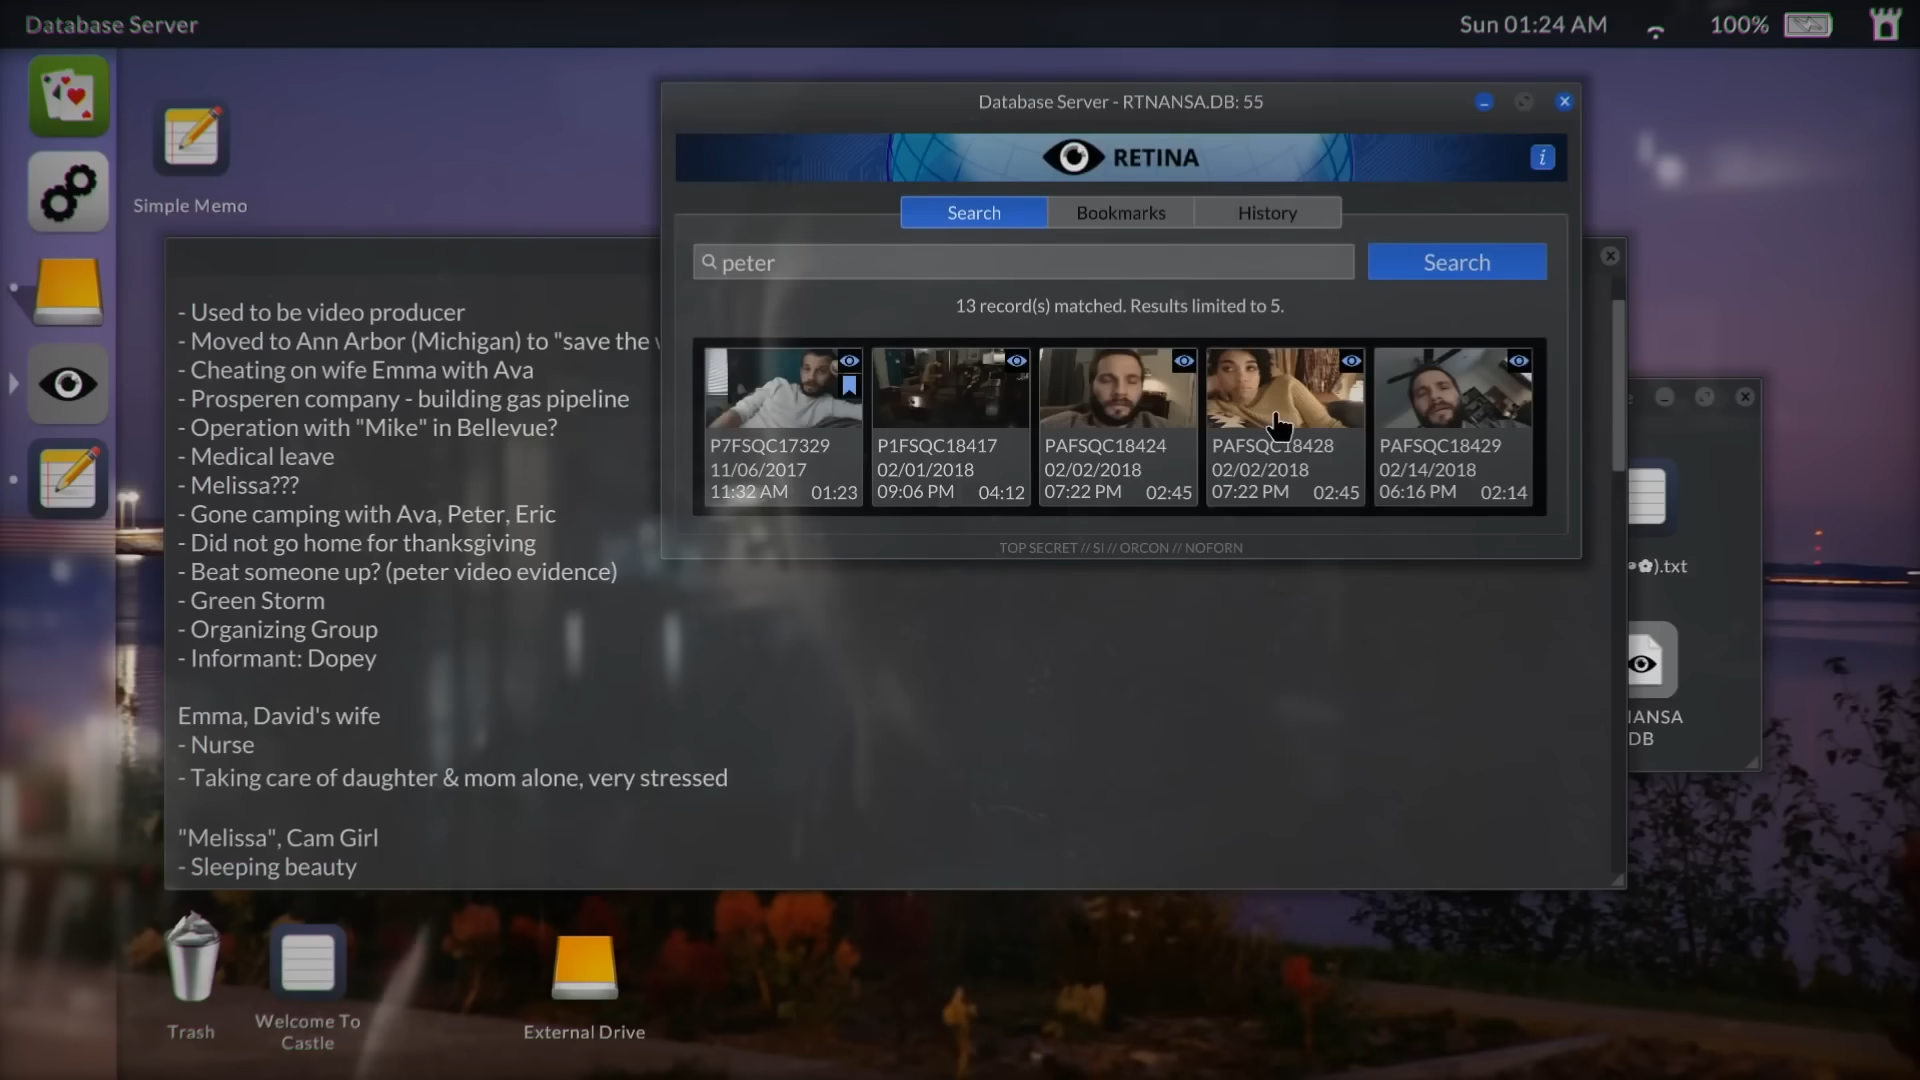 Database Server
Sun 01:24 AM
100%
Simple Memo
Database Server - RTNANSA.DB: 55
RETINA
i
Search
Bookmarks
History
peter
Search
13 record(s) matched. Results limited to 5.
P7FSQC17329
11/06/2017
11:32 AM 01:23
P1FSQC18417
02/01/2018
09:06 PM 04:12
PAFSQC18424
02/02/2018
07:22 PM 02:45
PAFSQC18428
02/02/2018
07:22 PM 02:45
PAFSQC18429
02/14/2018
06:16 PM 02:14
TOP SECRET // SI // ORCON // NOFORN
- Used to be video producer
- Moved to Ann Arbor (Michigan) to "save the
- Cheating on wife Emma with Ava
- Prosperen company - building gas pipeline
- Operation with "Mike" in Bellevue?
- Medical leave
- Melissa???
- Gone camping with Ava, Peter, Eric
- Did not go home for thanksgiving
- Beat someone up? (peter video evidence)
- Green Storm
- Organizing Group
- Informant: Dopey
Emma, David's wife
- Nurse
- Taking care of daughter & mom alone, very stressed
"Melissa", Cam Girl
- Sleeping beauty
✿).txt
IANSA
DB
Trash
Welcome To
Castle
External Drive